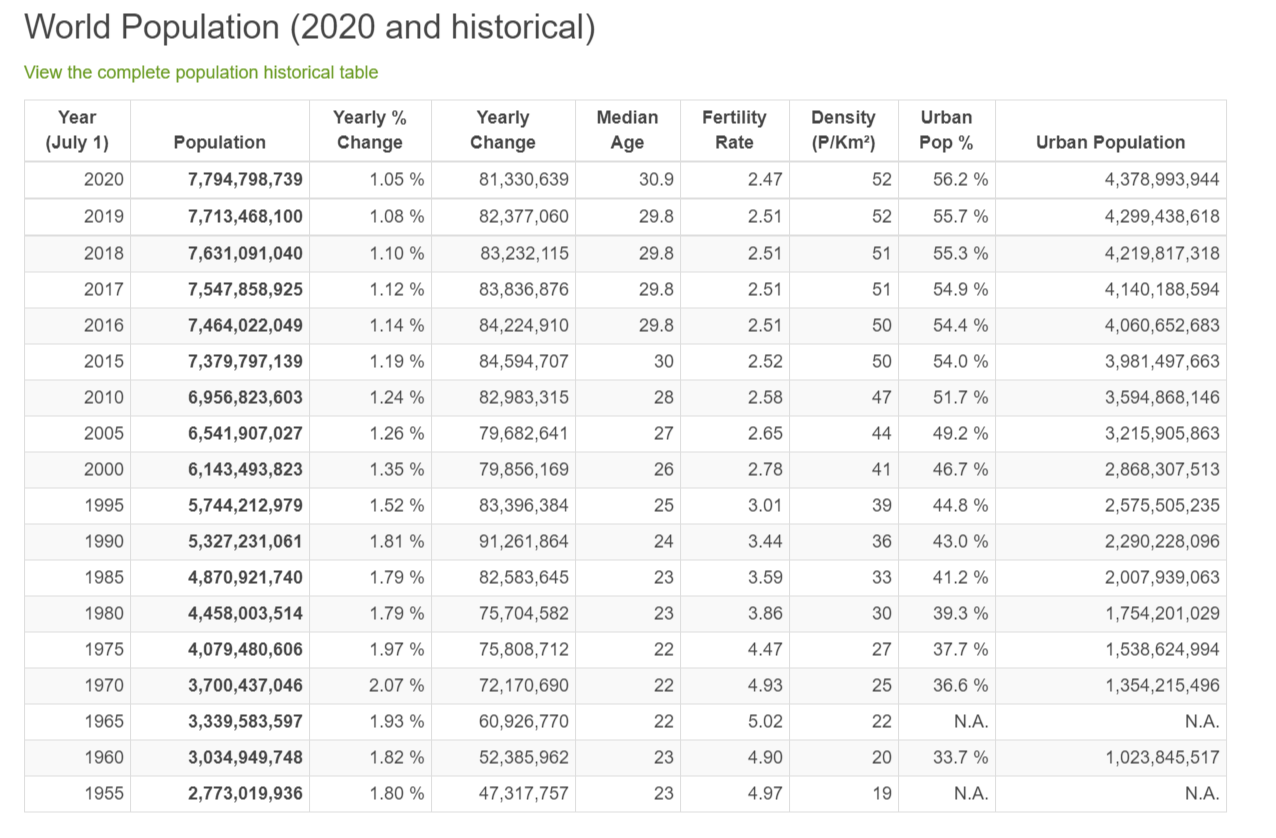 World Population (2020 and historical)
View the complete population historical table
Year (July 1) Population Yearly % Change Yearly Change Median Age Fertility Rate Density (P/Km²) Urban Pop % Urban Population
2020 7,794,798,739 1.05 % 81,330,639 30.9 2.47 52 56.2 % 4,378,993,944
2019 7,713,468,100 1.08 % 82,377,060 29.8 2.51 52 55.7 % 4,299,438,618
2018 7,631,091,040 1.10 % 83,232,115 29.8 2.51 51 55.3 % 4,219,817,318
2017 7,547,858,925 1.12 % 83,836,876 29.8 2.51 51 54.9 % 4,140,188,594
2016 7,464,022,049 1.14 % 84,224,910 29.8 2.51 50 54.4 % 4,060,652,683
2015 7,379,797,139 1.19 % 84,594,707 30 2.52 50 54.0 % 3,981,497,663
2010 6,956,823,603 1.24 % 82,983,315 28 2.58 47 51.7 % 3,594,868,146
2005 6,541,907,027 1.26 % 79,682,641 27 2.65 44 49.2 % 3,215,905,863
2000 6,143,493,823 1.35 % 79,856,169 26 2.78 41 46.7 % 2,868,307,513
1995 5,744,212,979 1.52 % 83,396,384 25 3.01 39 44.8 % 2,575,505,235
1990 5,327,231,061 1.81 % 91,261,864 24 3.44 36 43.0 % 2,290,228,096
1985 4,870,921,740 1.79 % 82,583,645 23 3.59 33 41.2 % 2,007,939,063
1980 4,458,003,514 1.79 % 75,704,582 23 3.86 30 39.3 % 1,754,201,029
1975 4,079,480,606 1.97 % 75,808,712 22 4.47 27 37.7 % 1,538,624,994
1970 3,700,437,046 2.07 % 72,170,690 22 4.93 25 36.6 % 1,354,215,496
1965 3,339,583,597 1.93 % 60,926,770 22 5.02 22 N.A. N.A.
1960 3,034,949,748 1.82 % 52,385,962 23 4.90 20 33.7 % 1,023,845,517
1955 2,773,019,936 1.80 % 47,317,757 23 4.97 19 N.A. N.A.